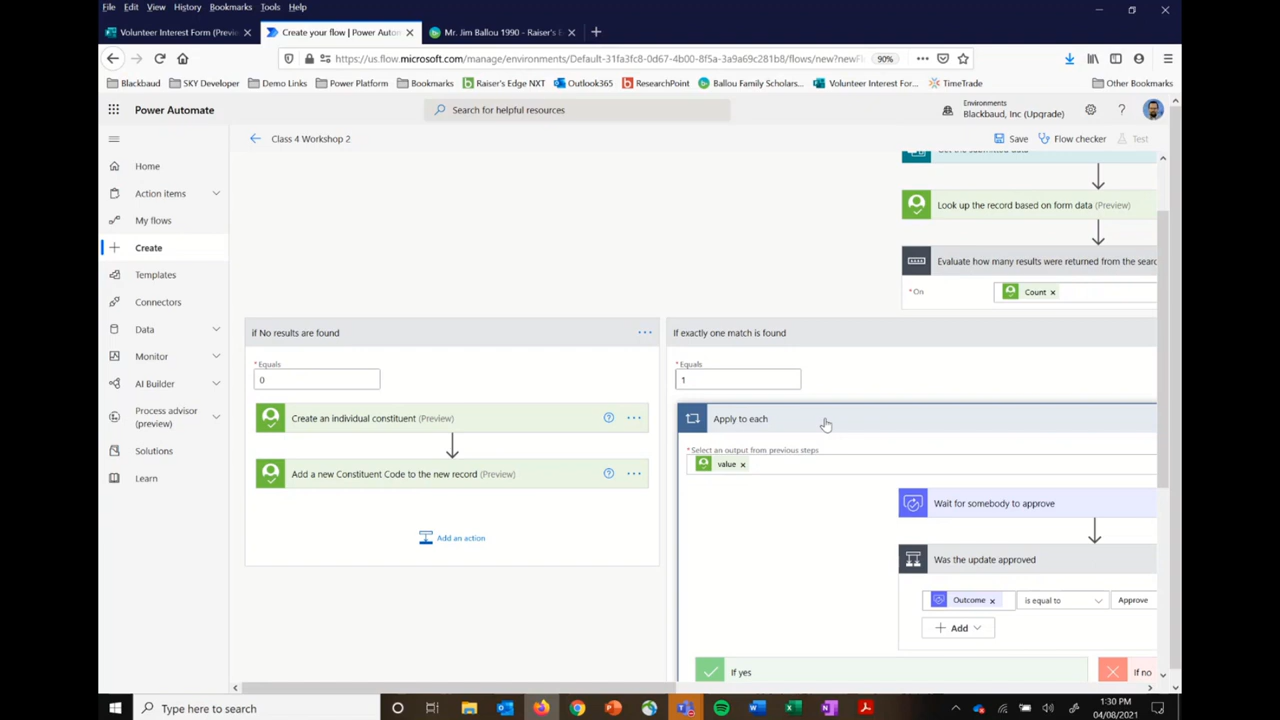 File Edit View History Bookmarks Tools Help
Volunteer Interest Form (Previ
Create your flow | Power Autom
Mr. Jim Ballou 1990 - Raiser's E
https://us.flow.microsoft.com/manage/environments/Default-31fa3fc8-0d67-4b00-8f5a-3a9a69c281b8/flows/new?newFl
90%
Blackbaud SKY Developer Demo Links Power Platform Bookmarks Raiser's Edge NXT Outlook365 ResearchPoint Ballou Family Scholars... Volunteer Interest For... TimeTrade Other Bookmarks
Power Automate
Search for helpful resources
Environments
Blackbaud, Inc (Upgrade)
Class 4 Workshop 2
Save Flow checker Test
Home
Action items
My flows
Create
Templates
Connectors
Data
Monitor
AI Builder
Process advisor
(preview)
Solutions
Learn
Get the submitted data
Look up the record based on form data (Preview)
Evaluate how many results were returned from the searc
*On
Count
if No results are found
*Equals
0
Create an individual constituent (Preview)
Add a new Constituent Code to the new record (Preview)
Add an action
If exactly one match is found
*Equals
1
Apply to each
*Select an output from previous steps
value
Wait for somebody to approve
Was the update approved
Outcome
is equal to
Approve
Add
If yes
If no
Type here to search
1:30 PM
04/08/2021